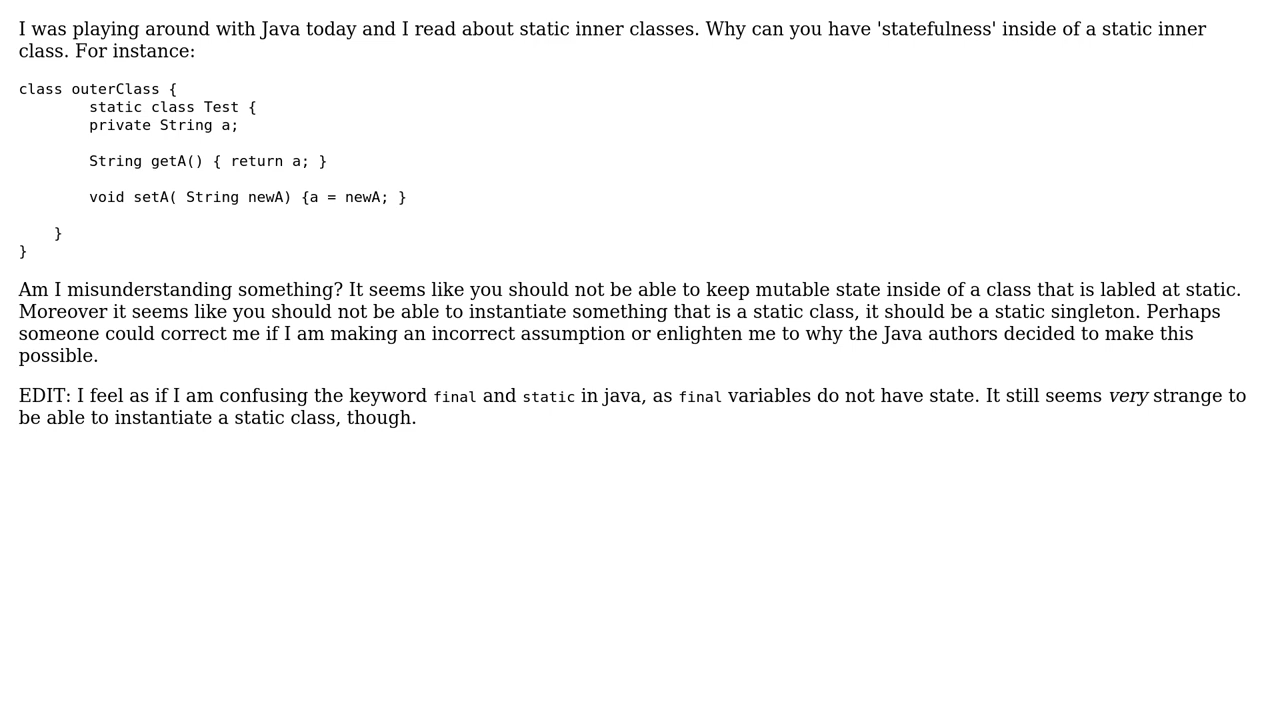 I was playing around with Java today and I read about static inner classes. Why can you have 'statefulness' inside of a static inner
class. For instance:
class outerClass {
        static class Test {
        private String a;
        String getA() { return a; }
        void setA( String newA) {a = newA; }
    }
}
Am I misunderstanding something? It seems like you should not be able to keep mutable state inside of a class that is labled at static.
Moreover it seems like you should not be able to instantiate something that is a static class, it should be a static singleton. Perhaps
someone could correct me if I am making an incorrect assumption or enlighten me to why the Java authors decided to make this
possible.
EDIT: I feel as if I am confusing the keyword final and static in java, as final variables do not have state. It still seems very strange to
be able to instantiate a static class, though.